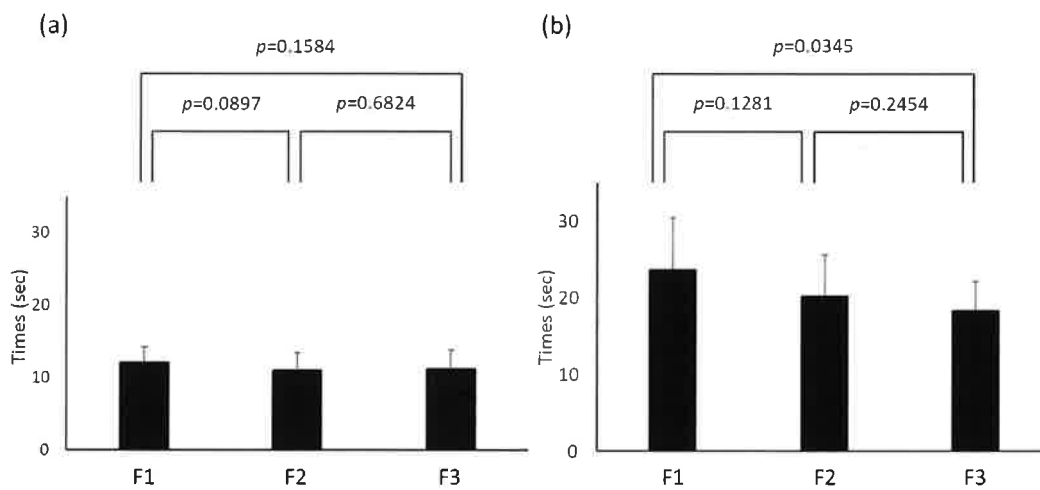 (a)
p=0.1584
p=0.0897
p=0.6824
Times (sec)
30
20
10
0
F1
F2
F3
(b)
p=0.0345
p=0.1281
p=0.2454
Times (sec)
30
20
10
0
F1
F2
F3